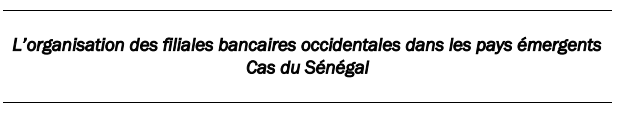 L’organisation des filiales bancaires occidentales dans les pays émergents
Cas du Sénégal